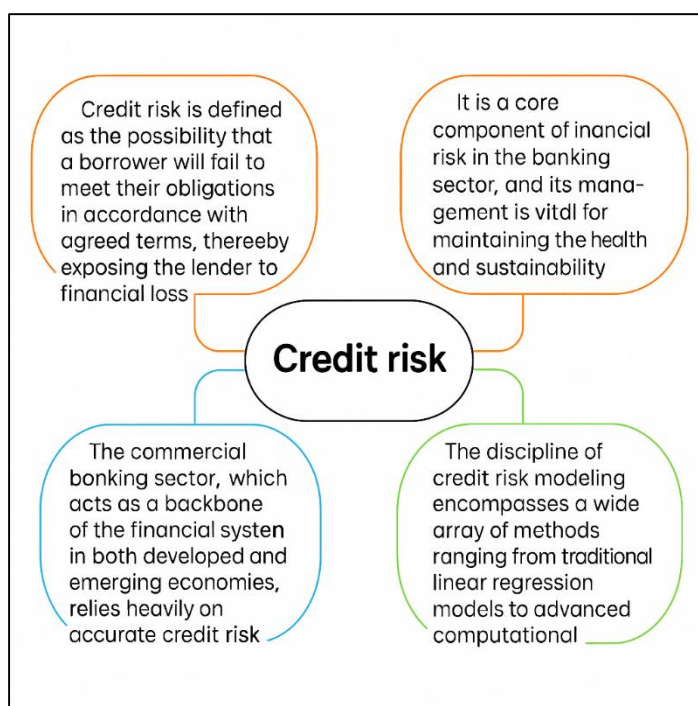 Credit risk is defined
as the possibility that
a borrower will fail to
meet their obligations
in accordance with
agreed terms, thereby
exposing the lender to
financial loss
It is a core
component of inancial
risk in the banking
sector, and its mana-
gement is vitdl for
maintaining the health
and sustainability
Credit risk
The commercial
bonking sector, which
acts as a backbone
of the financial systen
in both developed and
emerging economies,
relies heavily on
accurate credit risk
The discipline of
credit risk modeling
encompasses a wide
array of methods
ranging from traditional
linear regression
models to advanced
computational